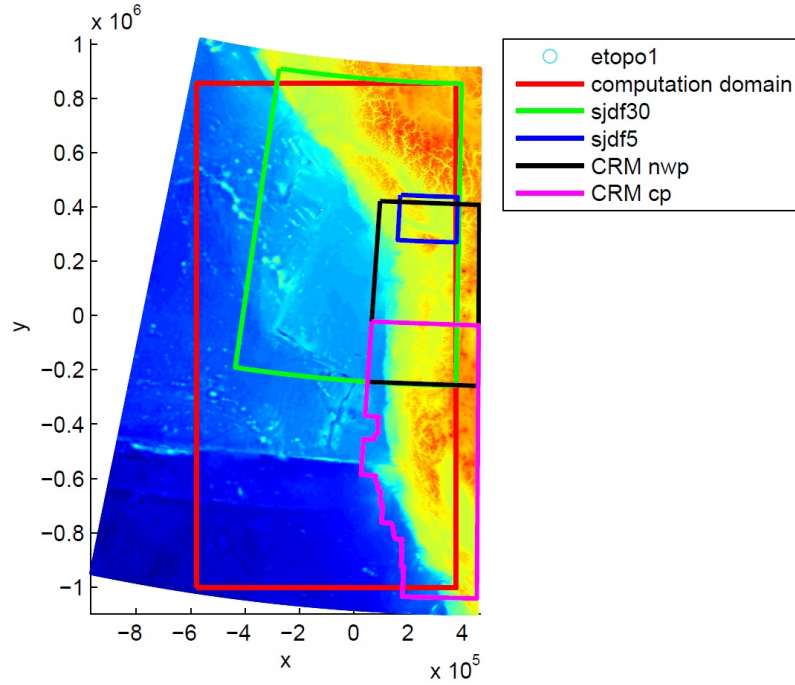 x 10^6
1
0.8
0.6
0.4
0.2
0
−0.2
−0.4
−0.6
−0.8
−1
y
−8 −6 −4 −2 0 2 4
x
x 10^5
etopo1
computation domain
sjdf30
sjdf5
CRM nwp
CRM cp